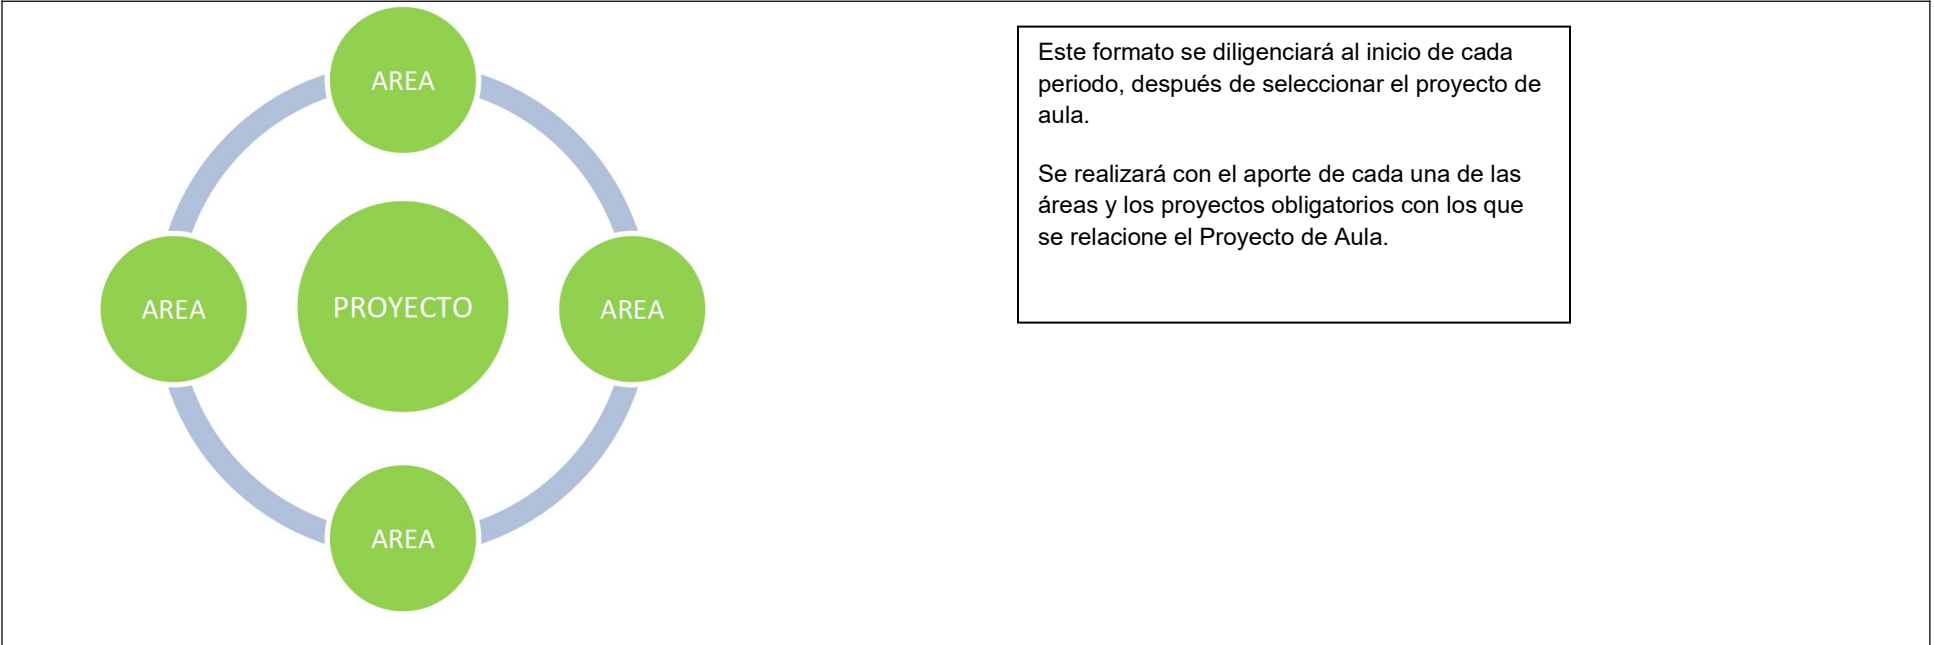 AREA
AREA
PROYECTO
AREA
AREA
Este formato se diligenciará al inicio de cada
periodo, después de seleccionar el proyecto de
aula.
Se realizará con el aporte de cada una de las
áreas y los proyectos obligatorios con los que
se relacione el Proyecto de Aula.